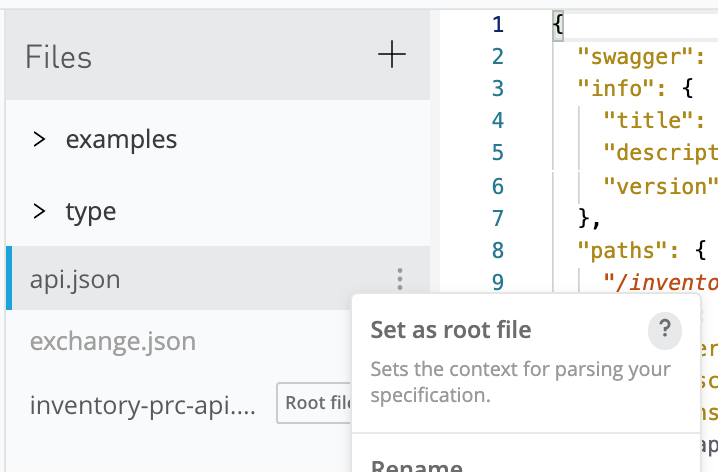 Files
examples
type
api.json
exchange.json
inventory-prc-api....
Root file
Set as root file
?
Sets the context for parsing your
specification.
Rename
1 {
2 "swagger":
3 "info": {
4 "title":
5 "descript
6 "version"
7 },
8 "paths": {
9 "/invento